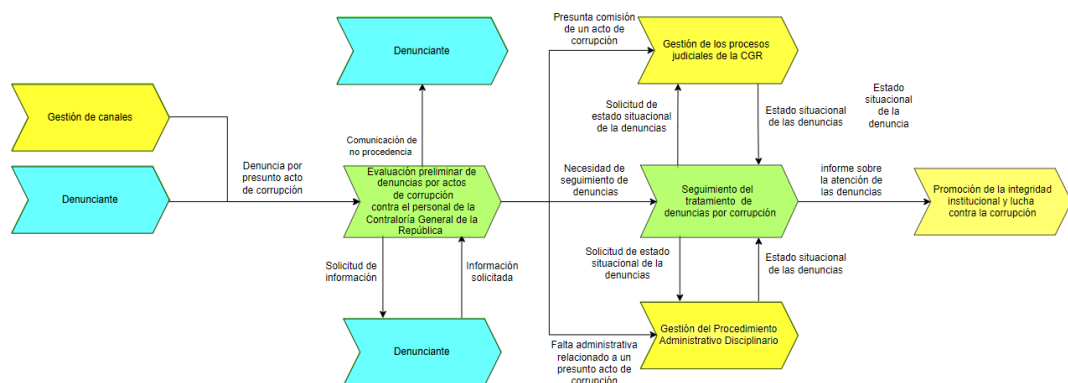 Denunciante
Presunta comisión
de un acto de
corrupción
Gestión de los procesos
judiciales de la CGR
Gestión de canales
Denunciante
Denuncia por
presunto acto
de corrupción
Comunicación de
no procedencia
Evaluación preliminar de
denuncias por actos
de corrupción
contra el personal de la
Contraloría General de la
República
Solicitud de
información
Información
solicitada
Denunciante
Solicitud de
estado situacional
de la denuncias
Estado situacional
de las denuncias
Estado
situacional
de la
denuncia
Necesidad de
seguimiento de
denuncias
Seguimiento del
tratamiento de
denuncias por corrupción
informe sobre
la atención de
las denuncias
Promoción de la integridad
institucional y lucha
contra la corrupción
Solicitud de estado
situacional de la
denuncias
Estado situacional
de las denuncias
Gestión del Procedimiento
Administrativo Disciplinario
Falta administrativa
relacionado a un
presunto acto de
corrupción